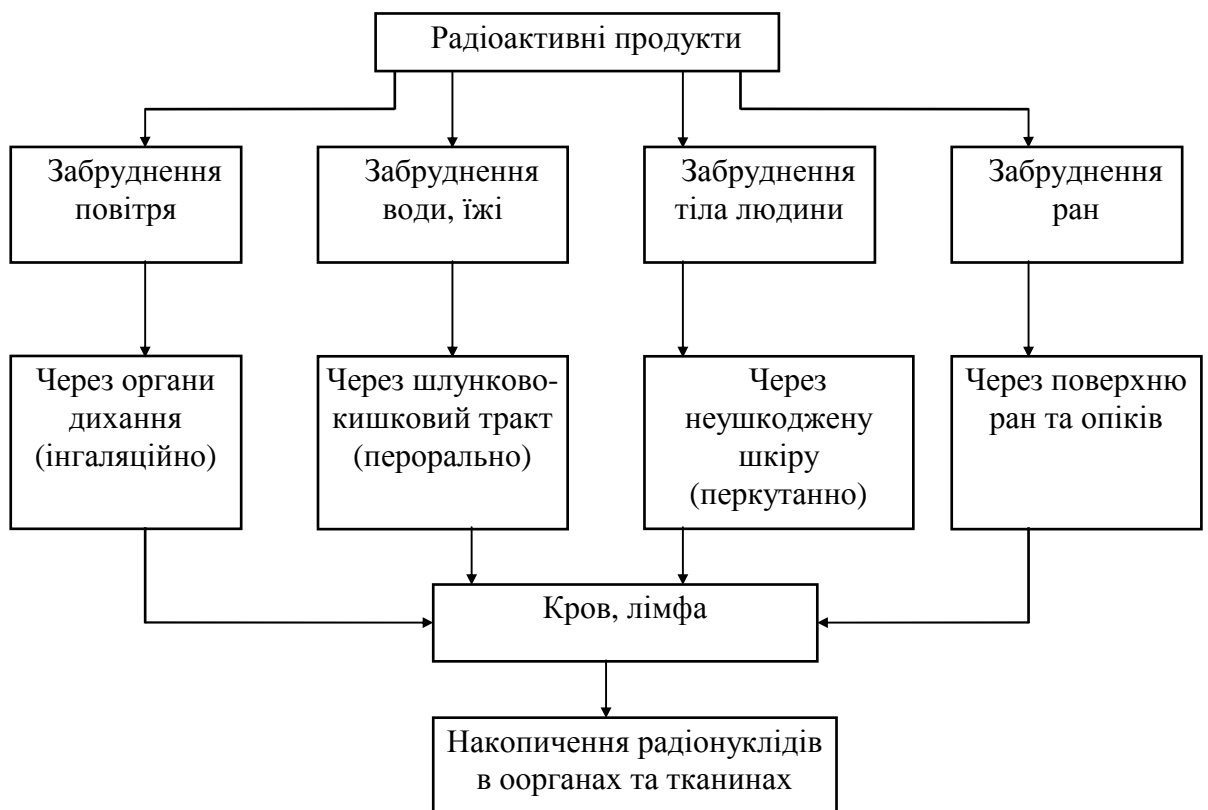 Радіоактивні продукти
Забруднення
повітря
Забруднення
води, їжі
Забруднення
тіла людини
Забруднення
ран
Через органи
дихання
(інгаляційно)
Через шлунково-
кишковий тракт
(перорально)
Через
неушкоджену
шкіру
(перкутанно)
Через поверхню
ран та опіків
Кров, лімфа
Накопичення радіонуклідів
в оорганах та тканинах